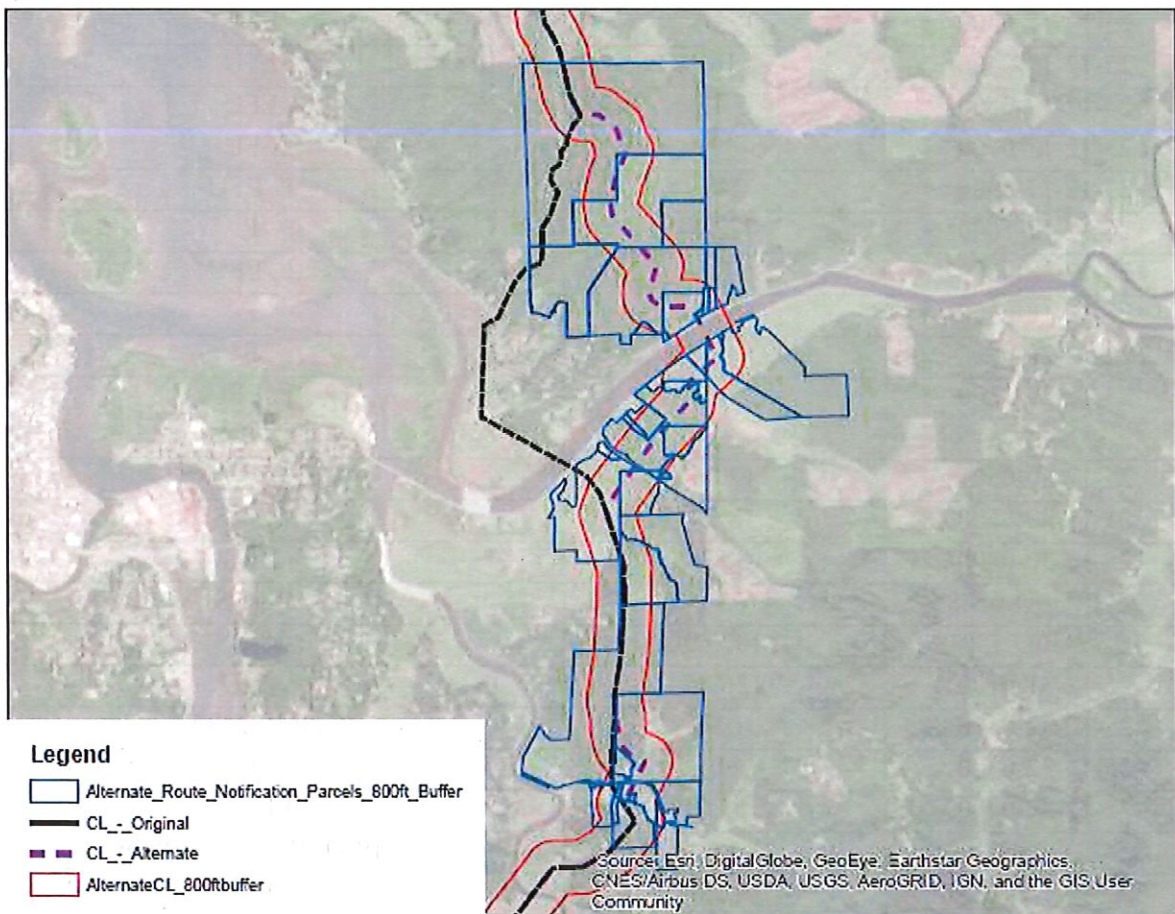 Legend
Alternate_Route_Notification_Parcels_800ft_Buffer
CL_-_Original
CL_-_Alternate
AlternateCL_800ftbuffer
Source: Esri, DigitalGlobe, GeoEye, Earthstar Geographics,
CNES/Airbus DS, USDA, USGS, AeroGRID, IGN, and the GIS User
Community